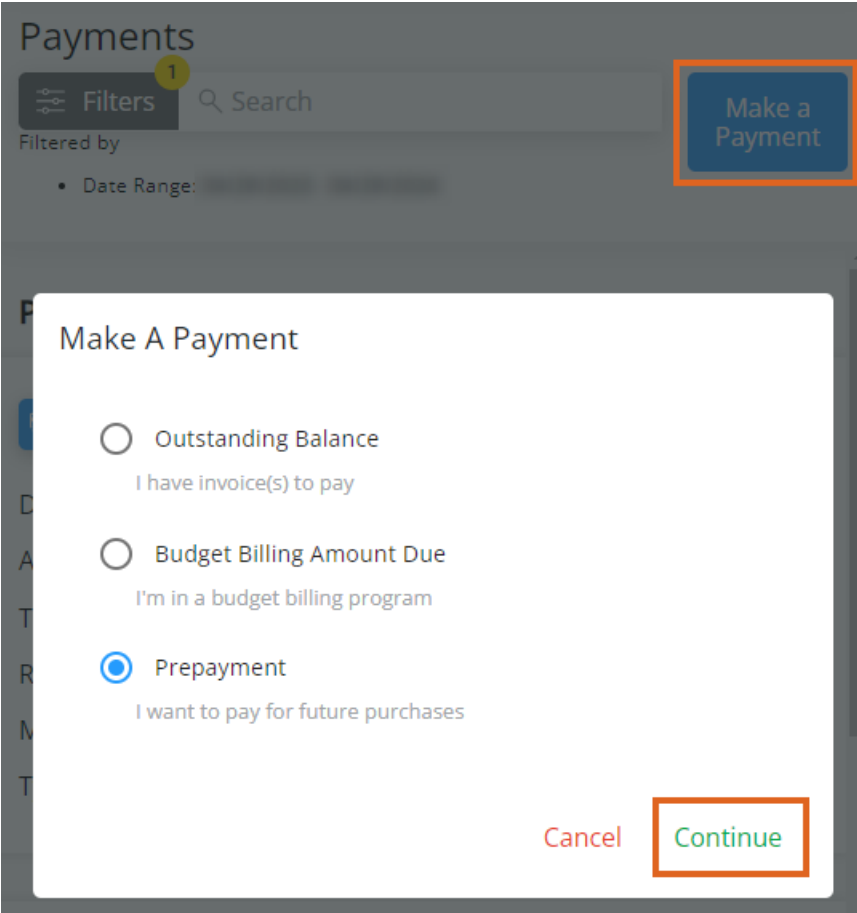 Payments
1
Filters
Search
Make a
Payment
Filtered by
• Date Range:
P
Make A Payment
Outstanding Balance
I have invoice(s) to pay
D
Budget Billing Amount Due
A
I'm in a budget billing program
T
Prepayment
R
I want to pay for future purchases
M
T
Cancel
Continue